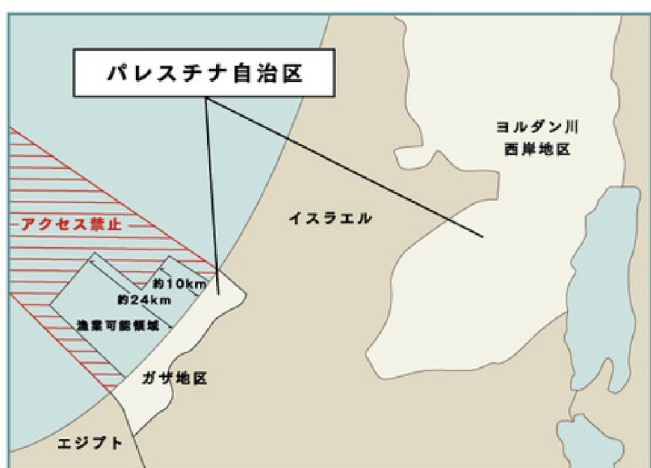 パレスチナ自治区
ヨルダン川
西岸地区
イスラエル
アクセス禁止
約10km
約24km
漁業可能領域
ガザ地区
エジプト